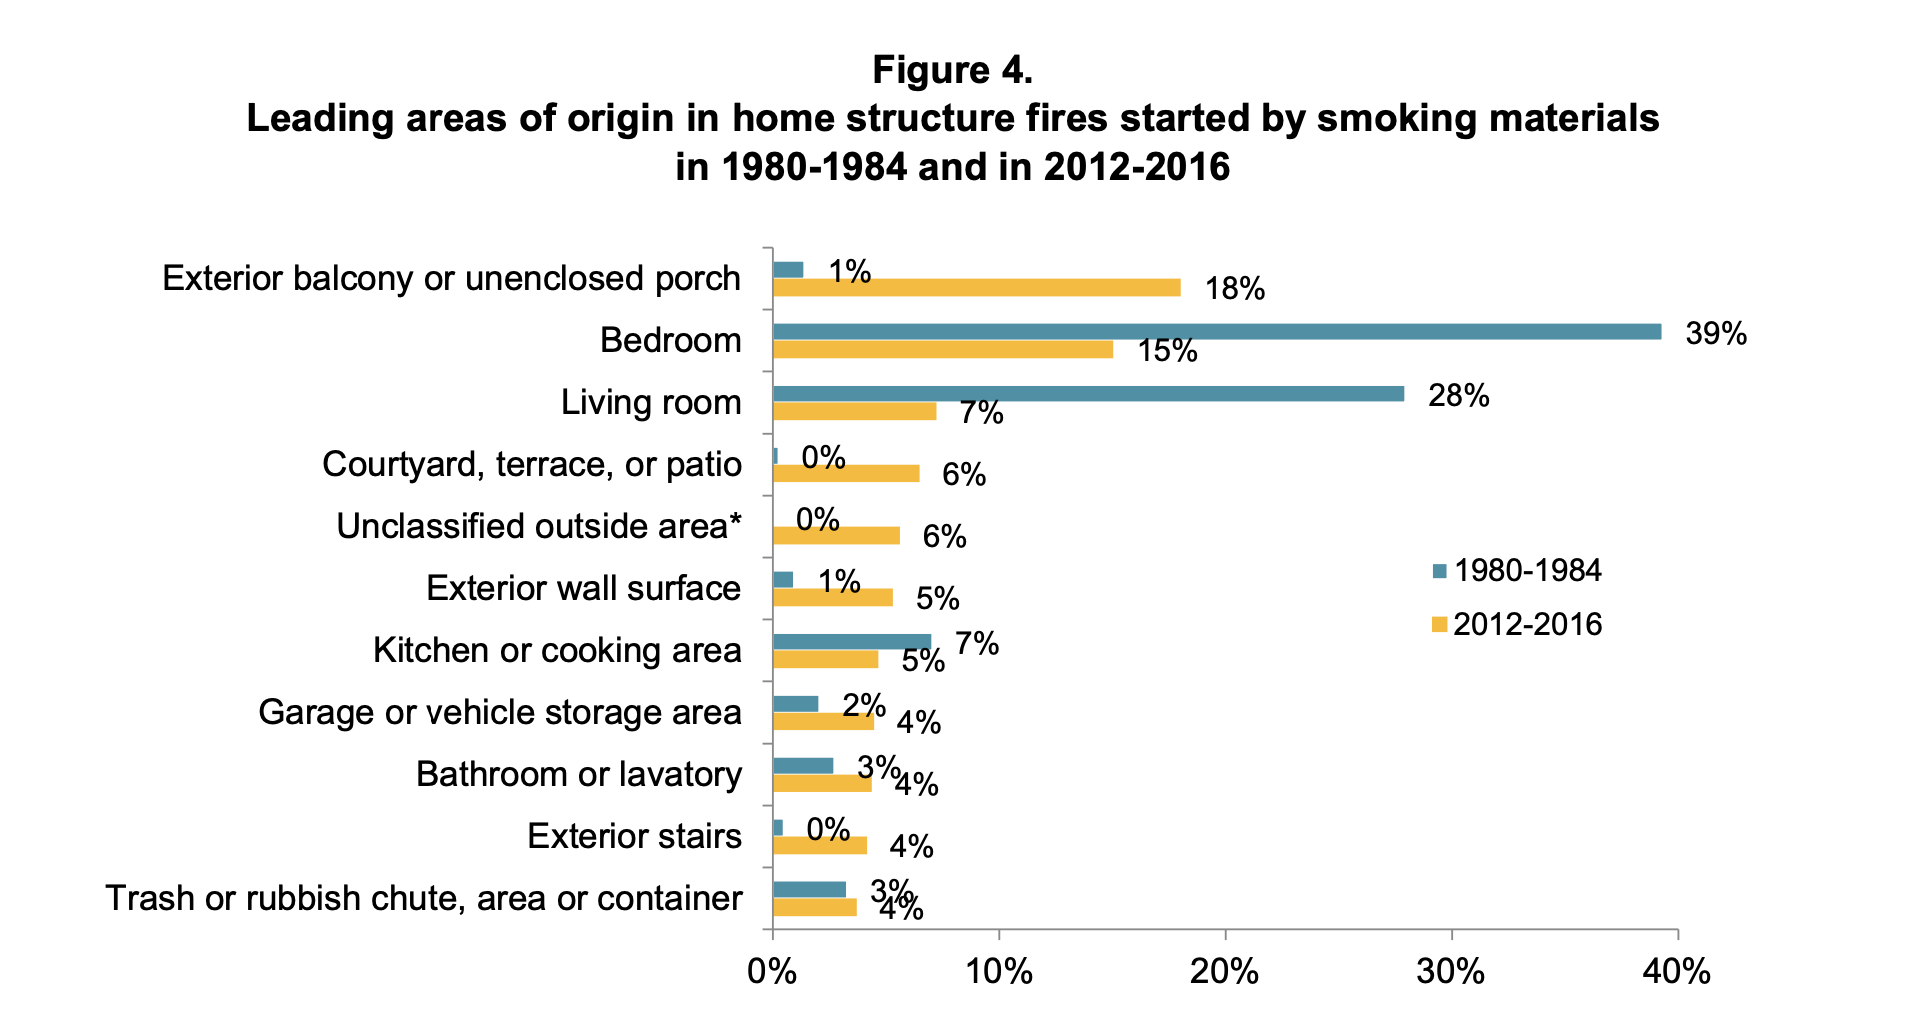 Figure 4.
Leading areas of origin in home structure fires started by smoking materials
in 1980-1984 and in 2012-2016
Exterior balcony or unenclosed porch
1%
18%
Bedroom
39%
15%
Living room
28%
7%
Courtyard, terrace, or patio
0%
6%
Unclassified outside area*
0%
6%
Exterior wall surface
1%
5%
Kitchen or cooking area
7%
5%
Garage or vehicle storage area
2%
4%
Bathroom or lavatory
3%
4%
Exterior stairs
0%
4%
Trash or rubbish chute, area or container
3%
4%
1980-1984
2012-2016
0% 10% 20% 30% 40%